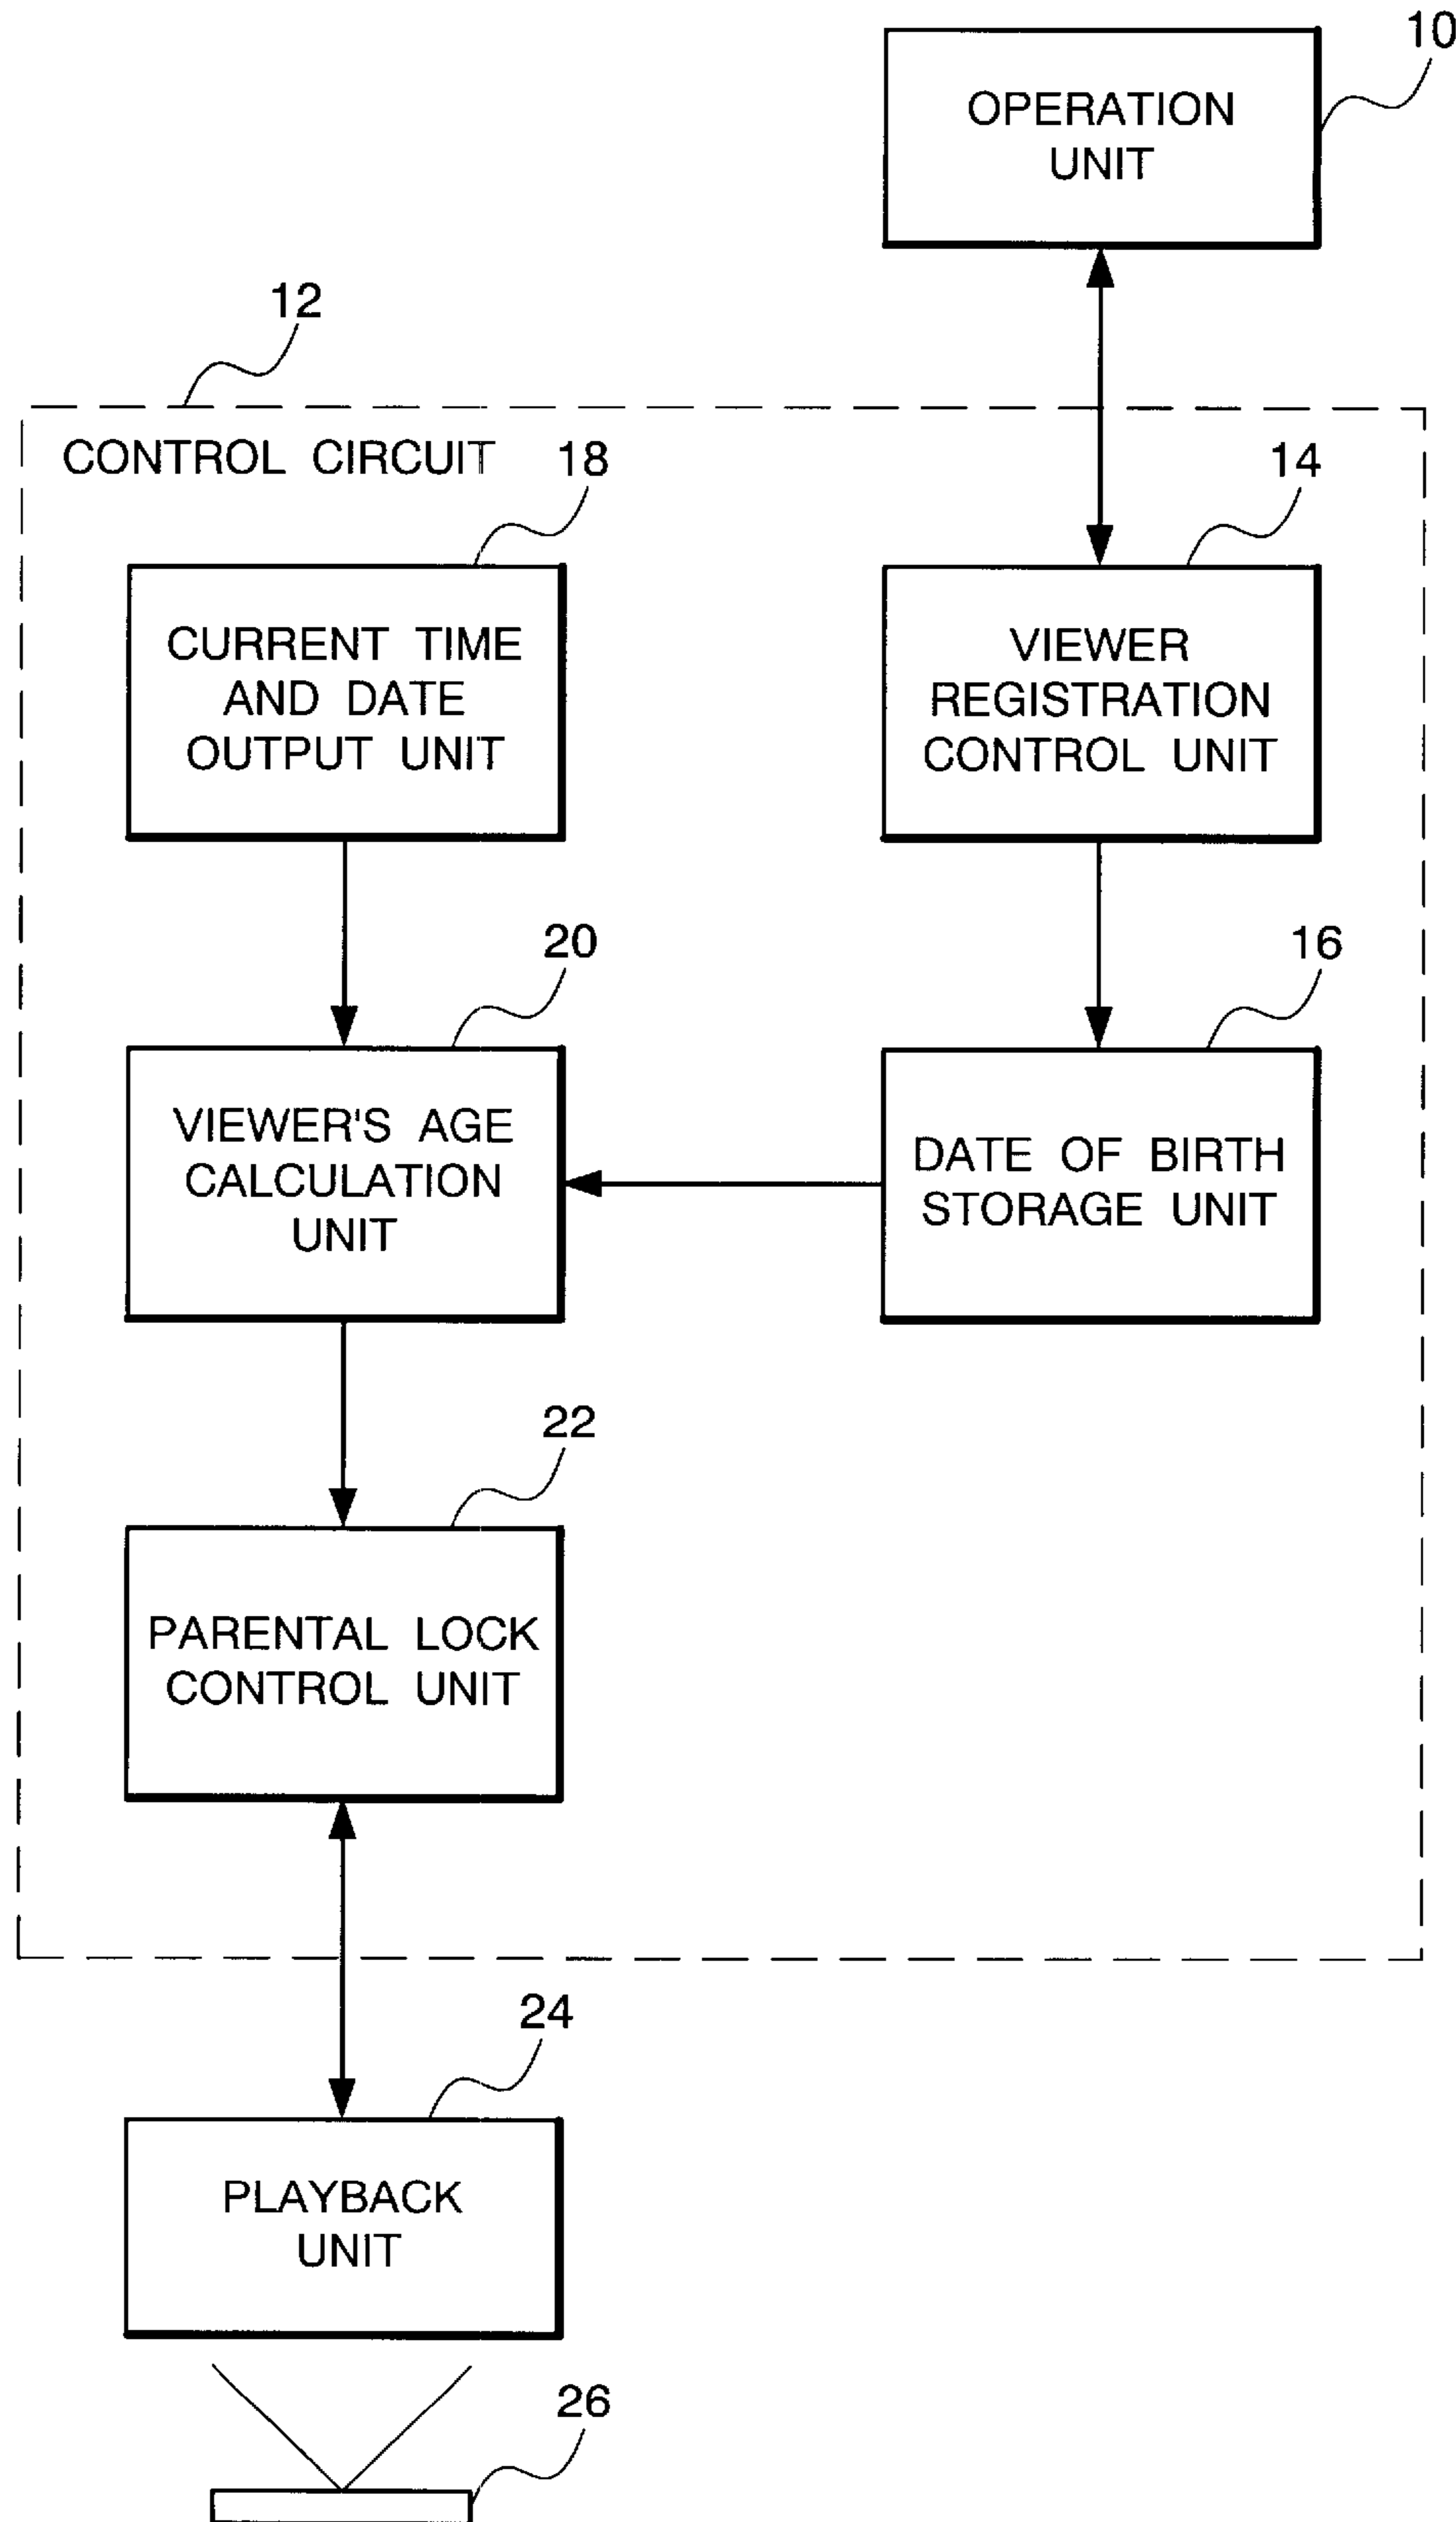 10
OPERATION
UNIT
12
CONTROL CIRCUIT
18
14
CURRENT TIME
AND DATE
OUTPUT UNIT
VIEWER
REGISTRATION
CONTROL UNIT
20
16
VIEWER'S AGE
CALCULATION
UNIT
DATE OF BIRTH
STORAGE UNIT
22
PARENTAL LOCK
CONTROL UNIT
24
PLAYBACK
UNIT
26